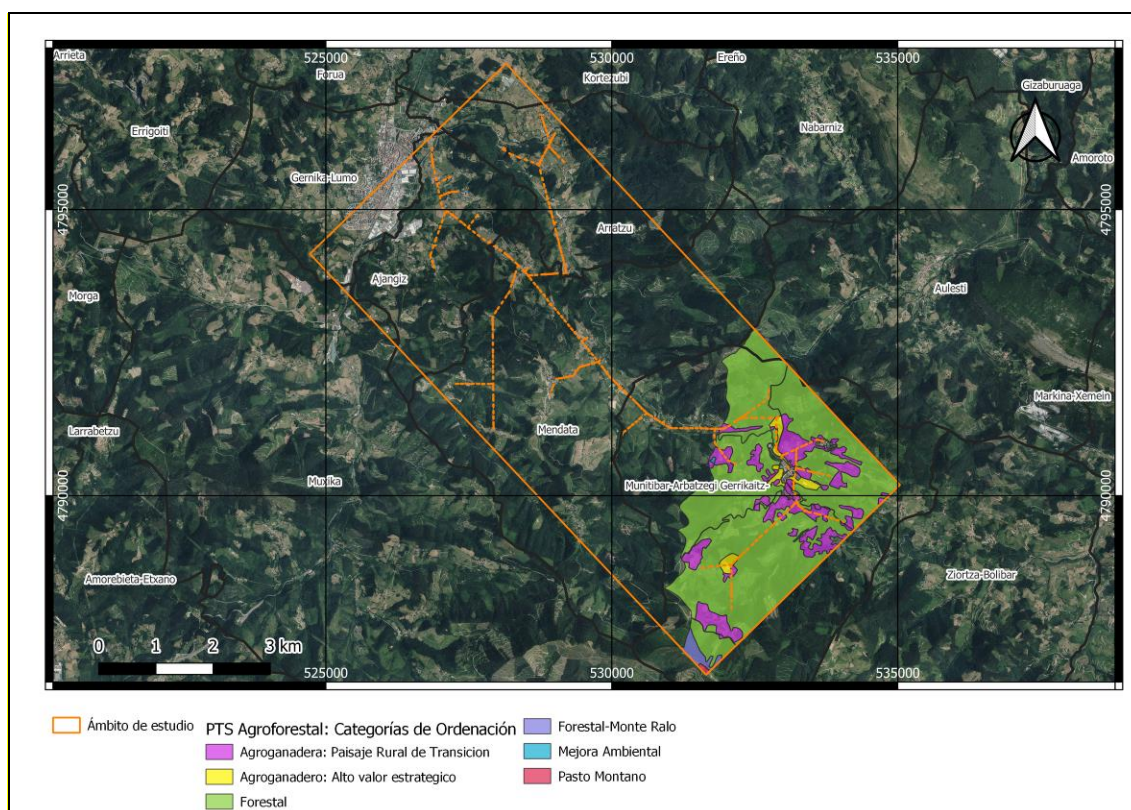 Arrieta
525000
530000
Ereño
535000
Forua
Kortezubi
Gizaburuaga
Errigoiti
Nabarniz
Amoroto
Gernika-Lumo
4795000
4795000
Arratzu
Ajangiz
Aulesti
Morga
Markina-Xemein
Larrabetzu
Mendata
Muxika
Munitibar-Arbatzegi Gerrikaitz-
4790000
4790000
Amorebieta-Etxano
Ziortza-Bolibar
0 1 2 3 km
525000
530000
535000
Ámbito de estudio
PTS Agroforestal: Categorías de Ordenación
Agroganadera: Paisaje Rural de Transicion
Agroganadero: Alto valor estrategico
Forestal
Forestal-Monte Ralo
Mejora Ambiental
Pasto Montano